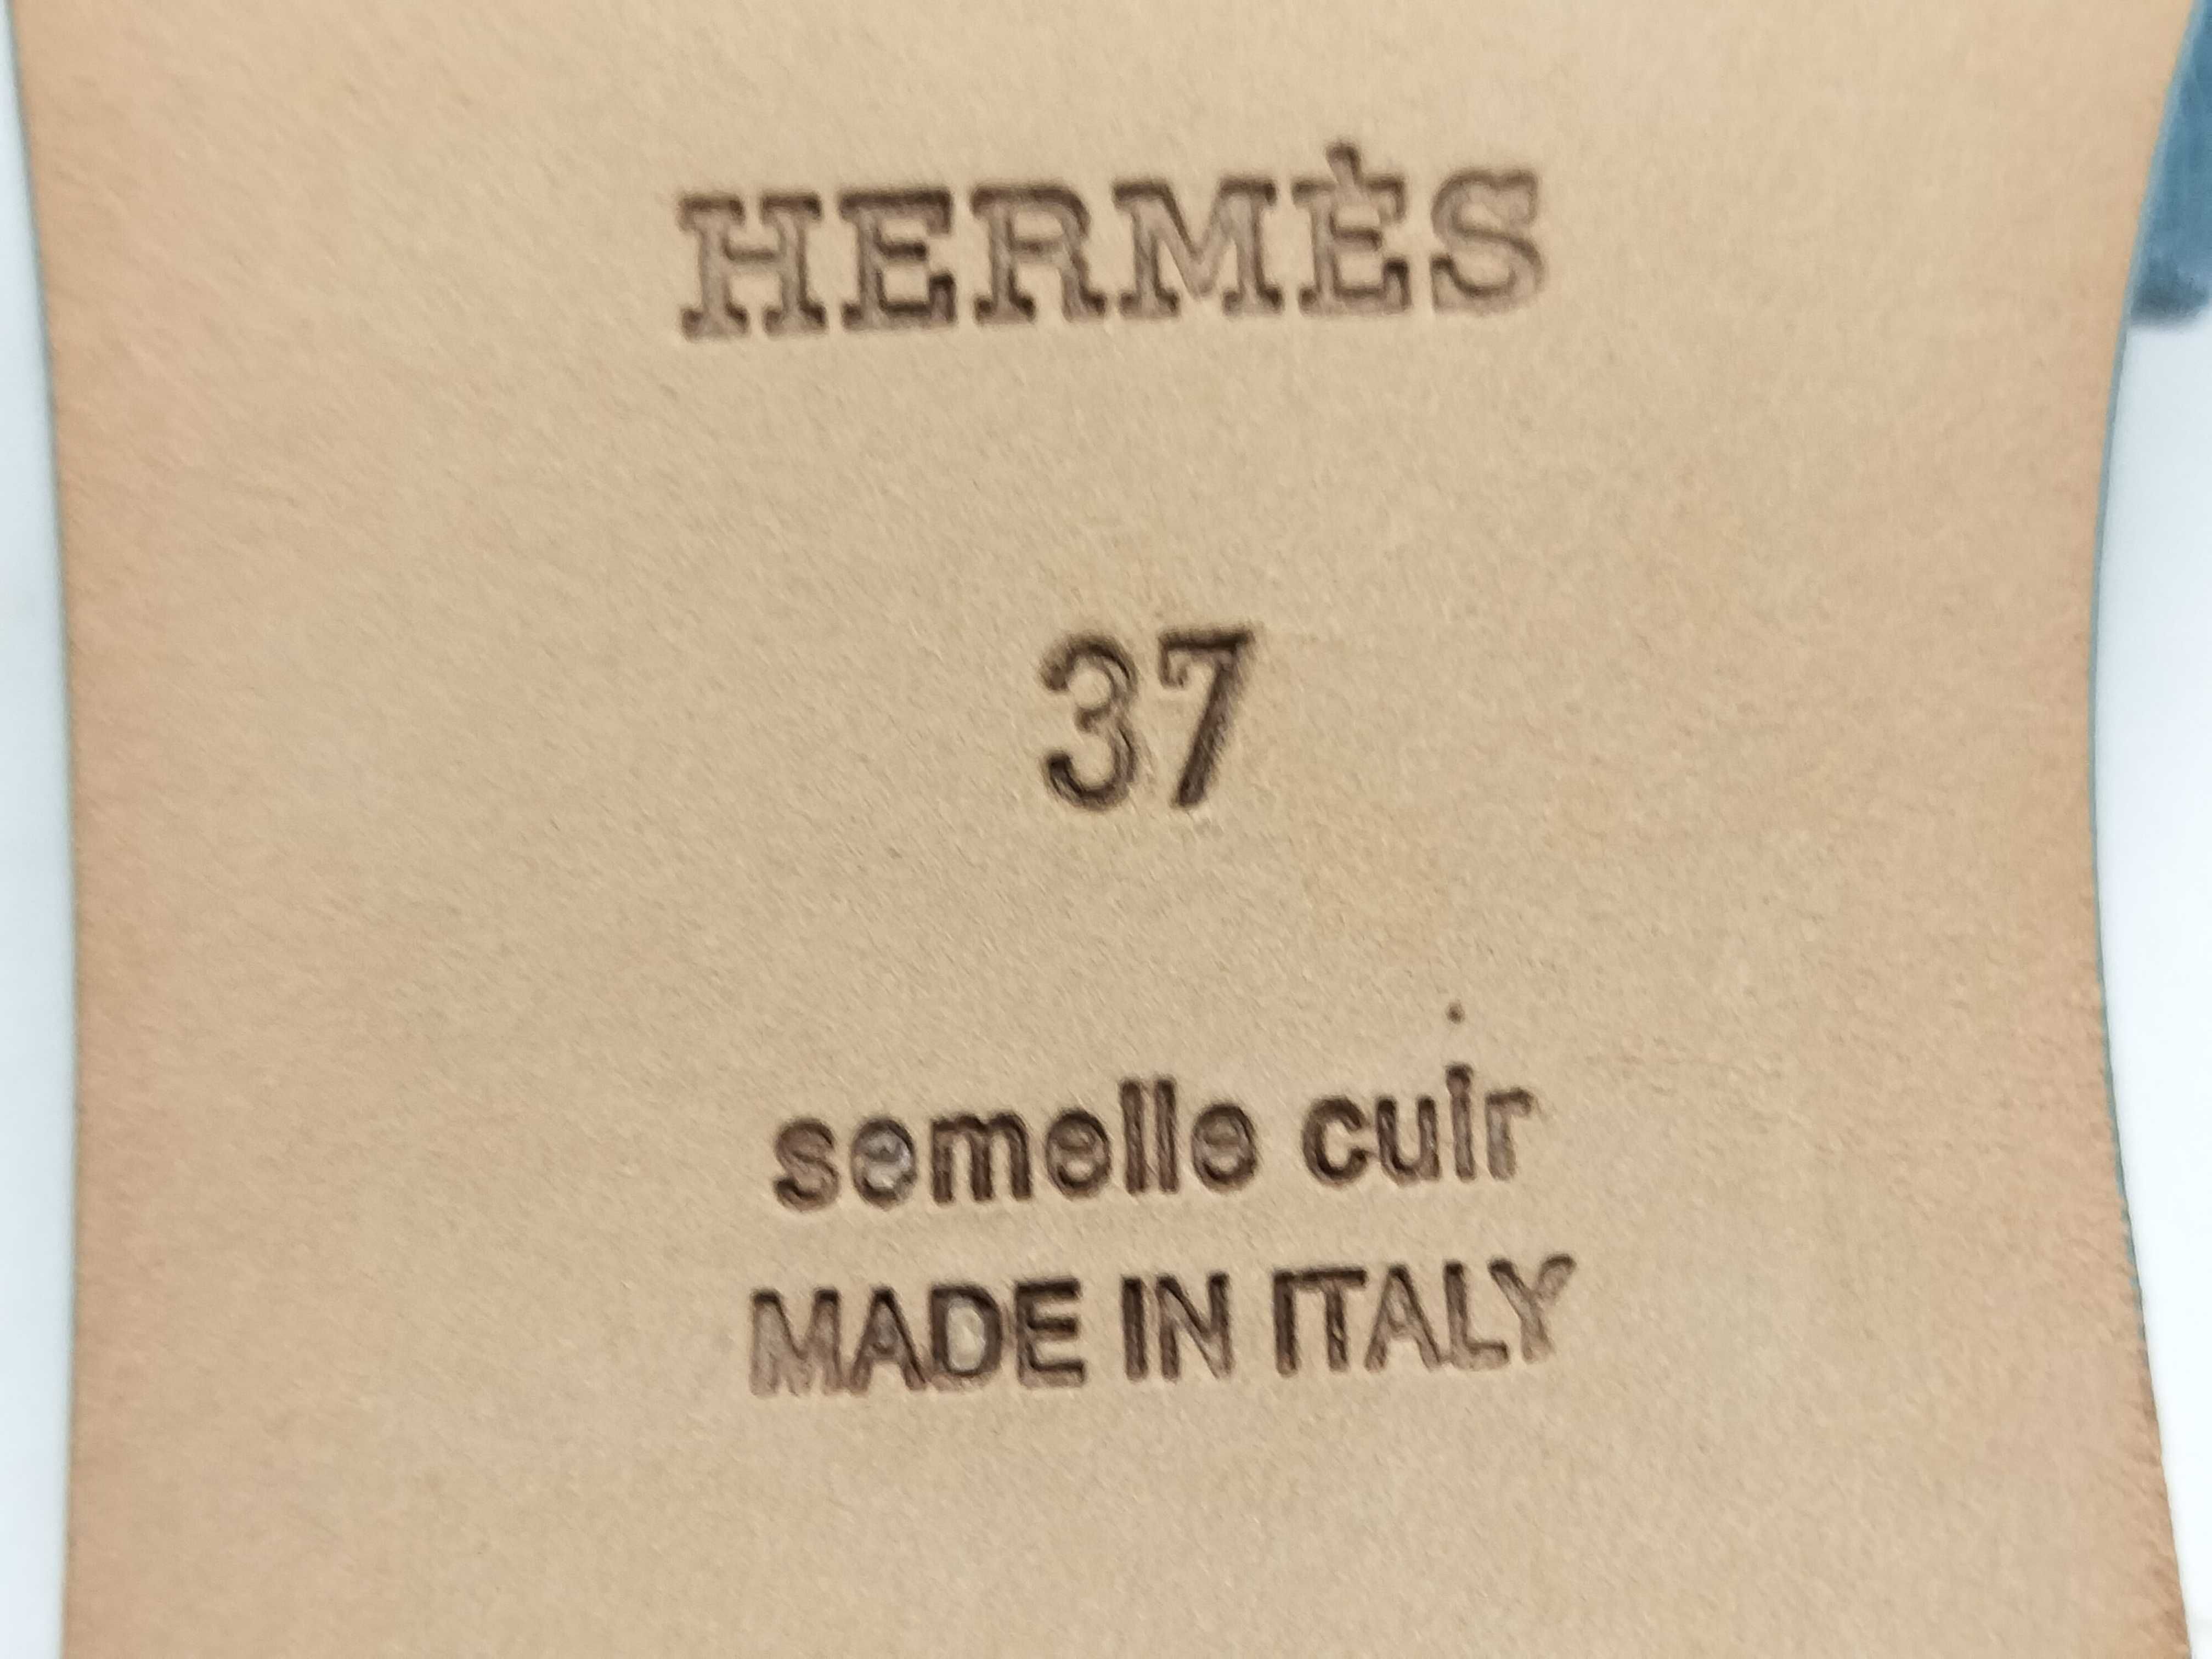 HERMÈS
37
semelle cuir
MADE IN ITALY